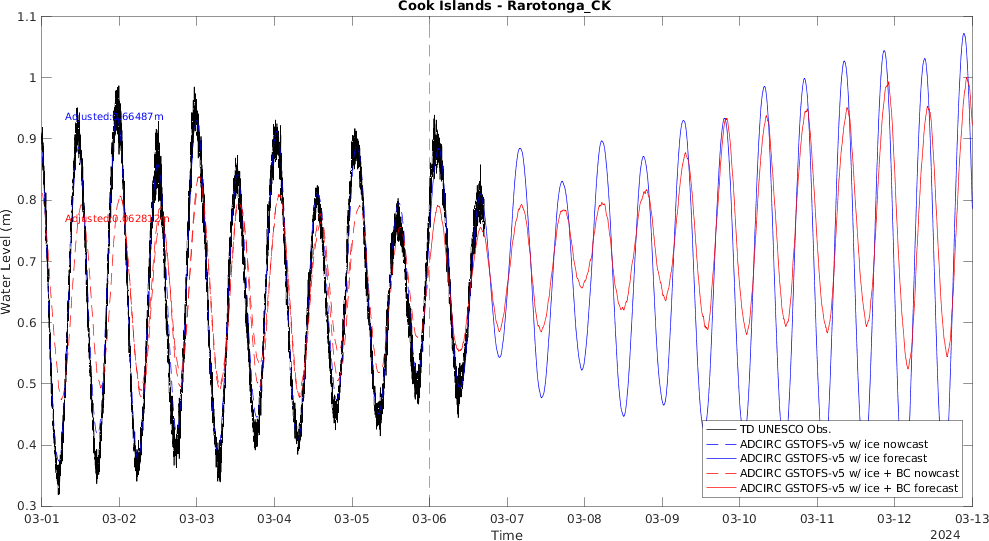 Cook Islands - Rarotonga_CK
1.1
1
0.9
0.8
0.7
0.6
0.5
0.4
0.3
Water Level (m)
Adjusted:
Adjusted:
TD UNESCO Obs.
ADCIRC GSTOFS-v5 w/ ice nowcast
ADCIRC GSTOFS-v5 w/ ice forecast
ADCIRC GSTOFS-v5 w/ ice + BC nowcast
ADCIRC GSTOFS-v5 w/ ice + BC forecast
03-01 03-02 03-03 03-04 03-05 03-06 03-07 03-08 03-09 03-10 03-11 03-12 03-13
Time
2024